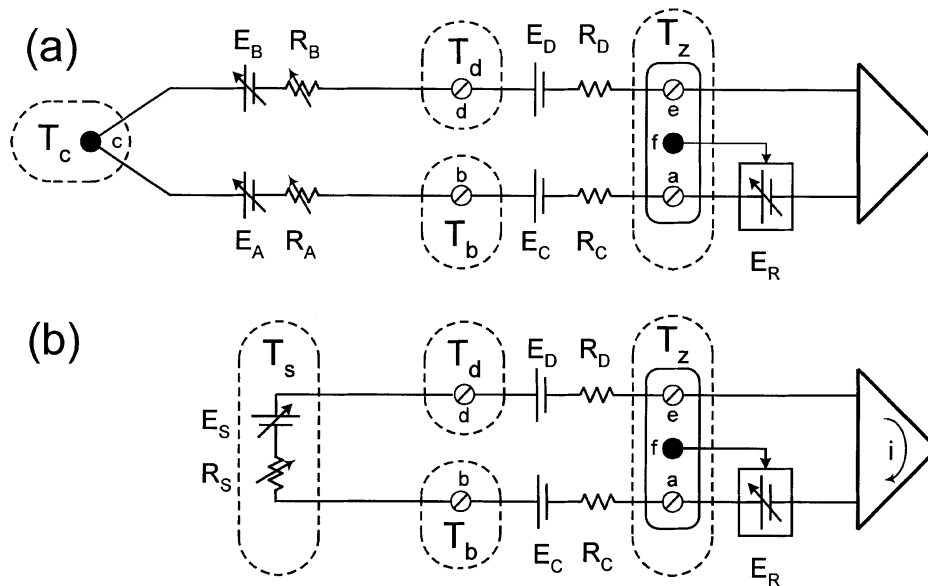 (a)
E_B R_B
T_d
E_D R_D
T_z
d
e
T_c c
f
b
a
E_A R_A
T_b
E_C R_C
E_R
(b)
T_s
T_d
E_D R_D
T_z
d
e
E_S
f
i
R_S
b
a
T_b
E_C R_C
E_R